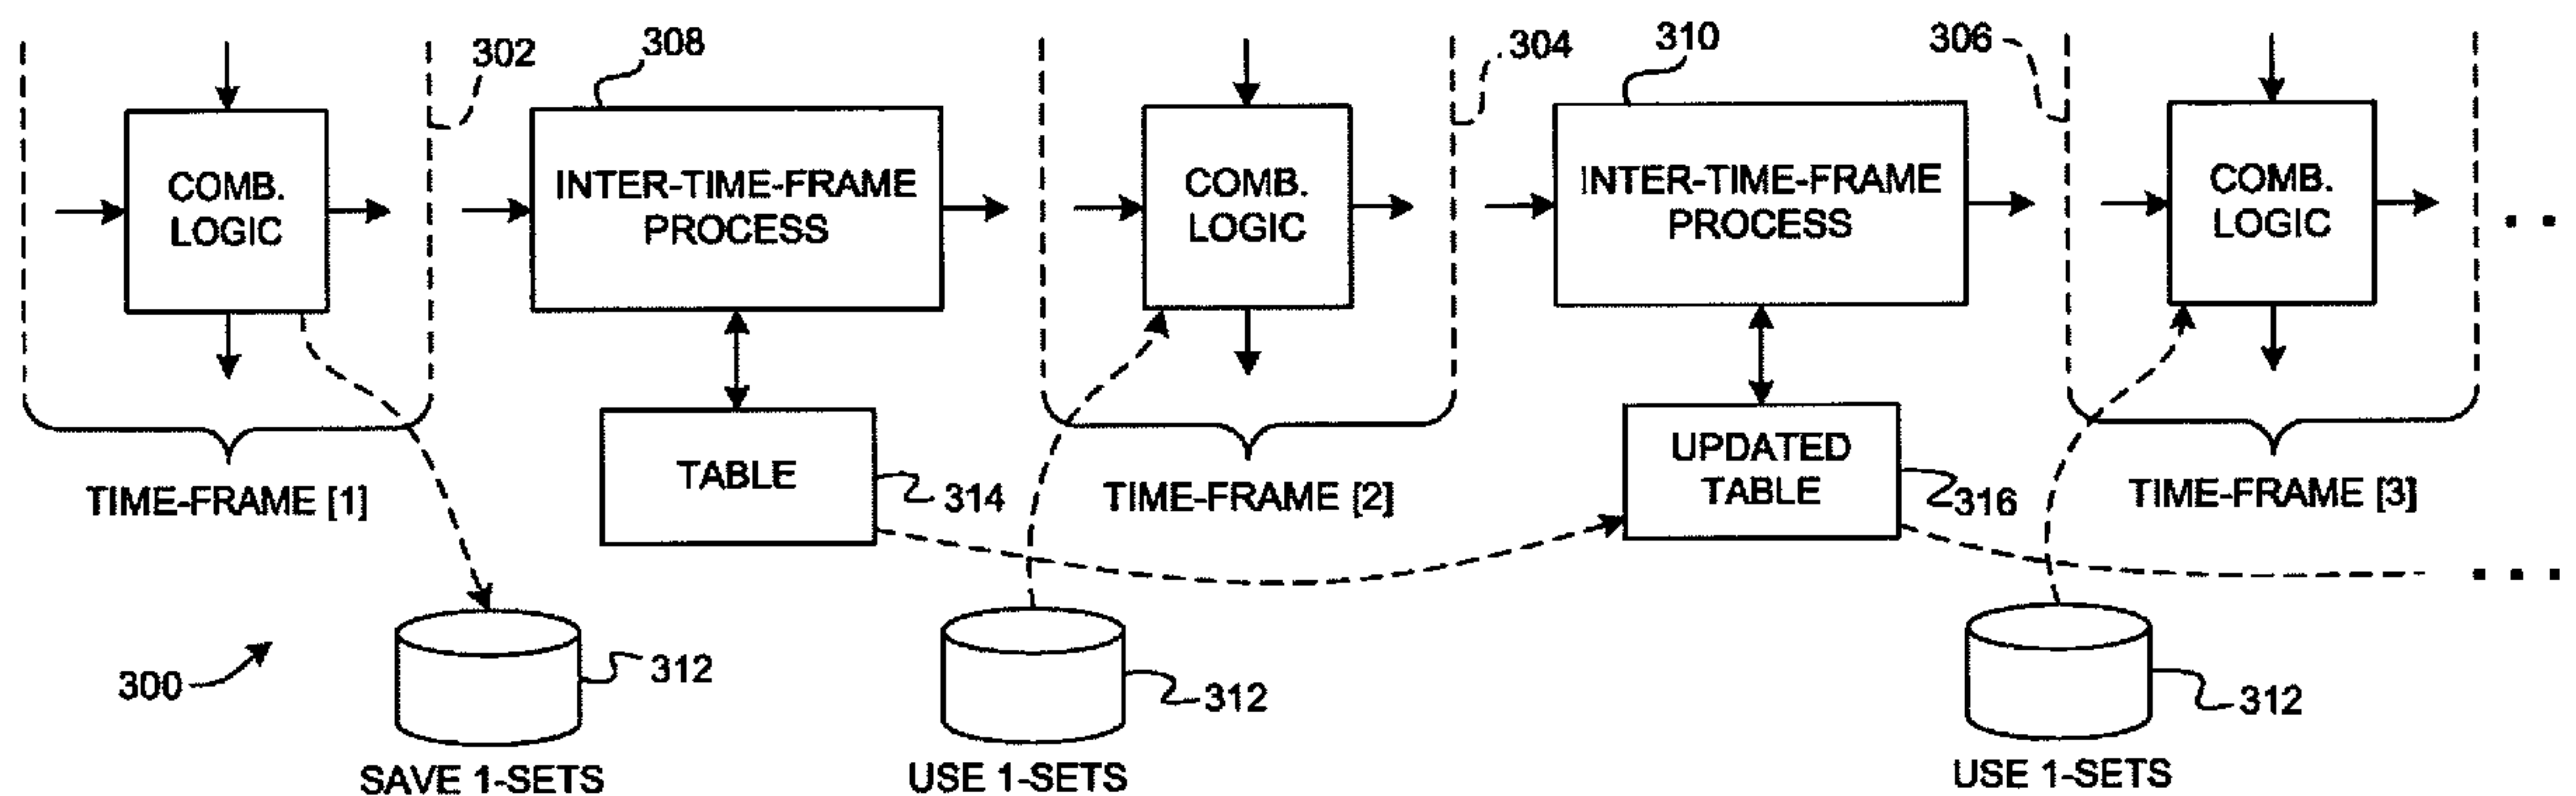 302
308
304
310
306
COMB.
LOGIC
INTER-TIME-FRAME
PROCESS
COMB.
LOGIC
INTER-TIME-FRAME
PROCESS
COMB.
LOGIC
. .
TIME-FRAME [1]
TABLE
314
TIME-FRAME [2]
UPDATED
TABLE
316
TIME-FRAME [3]
. . .
300
312
312
312
SAVE 1-SETS
USE 1-SETS
USE 1-SETS